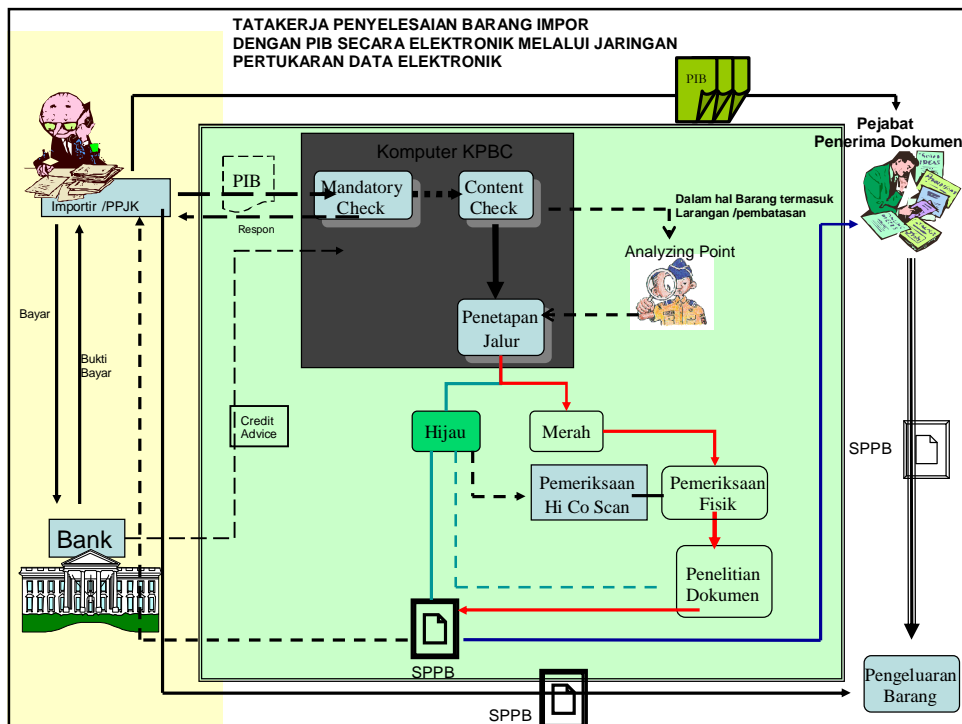 TATAKERJA PENYELESAIAN BARANG IMPOR
DENGAN PIB SECARA ELEKTRONIK MELALUI JARINGAN
PERTUKARAN DATA ELEKTRONIK
PIB
Pejabat
Penerima Dokumen
Komputer KPBC
Importir /PPJK
PIB
Mandatory
Check
Content
Check
Respon
Dalam hal Barang termasuk
Larangan /pembatasan
Analyzing Point
Penetapan
Jalur
Bayar
Bukti
Bayar
Credit
Advice
Hijau
Merah
SPPB
Pemeriksaan
Hi Co Scan
Pemeriksaan
Fisik
Bank
Penelitian
Dokumen
SPPB
Pengeluaran
Barang
SPPB